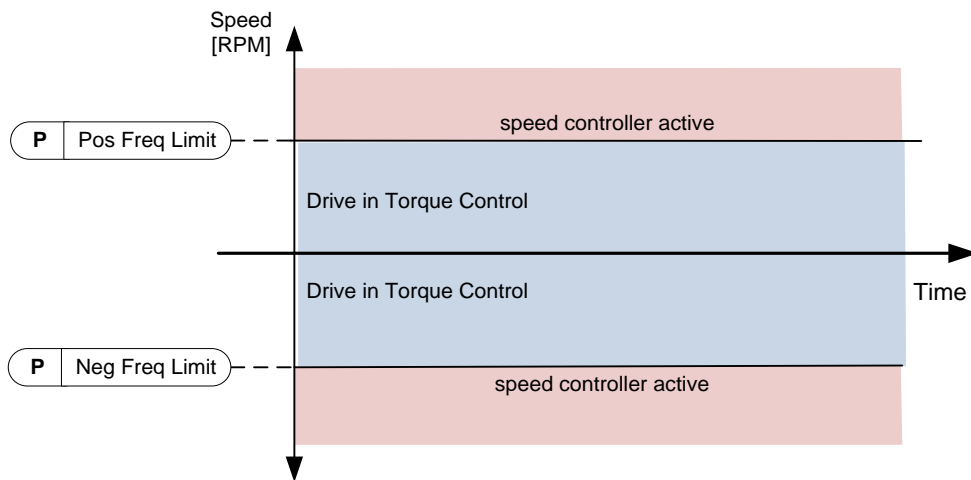 Speed
[RPM]
speed controller active
P Pos Freq Limit
Drive in Torque Control
Drive in Torque Control
Time
P Neg Freq Limit
speed controller active